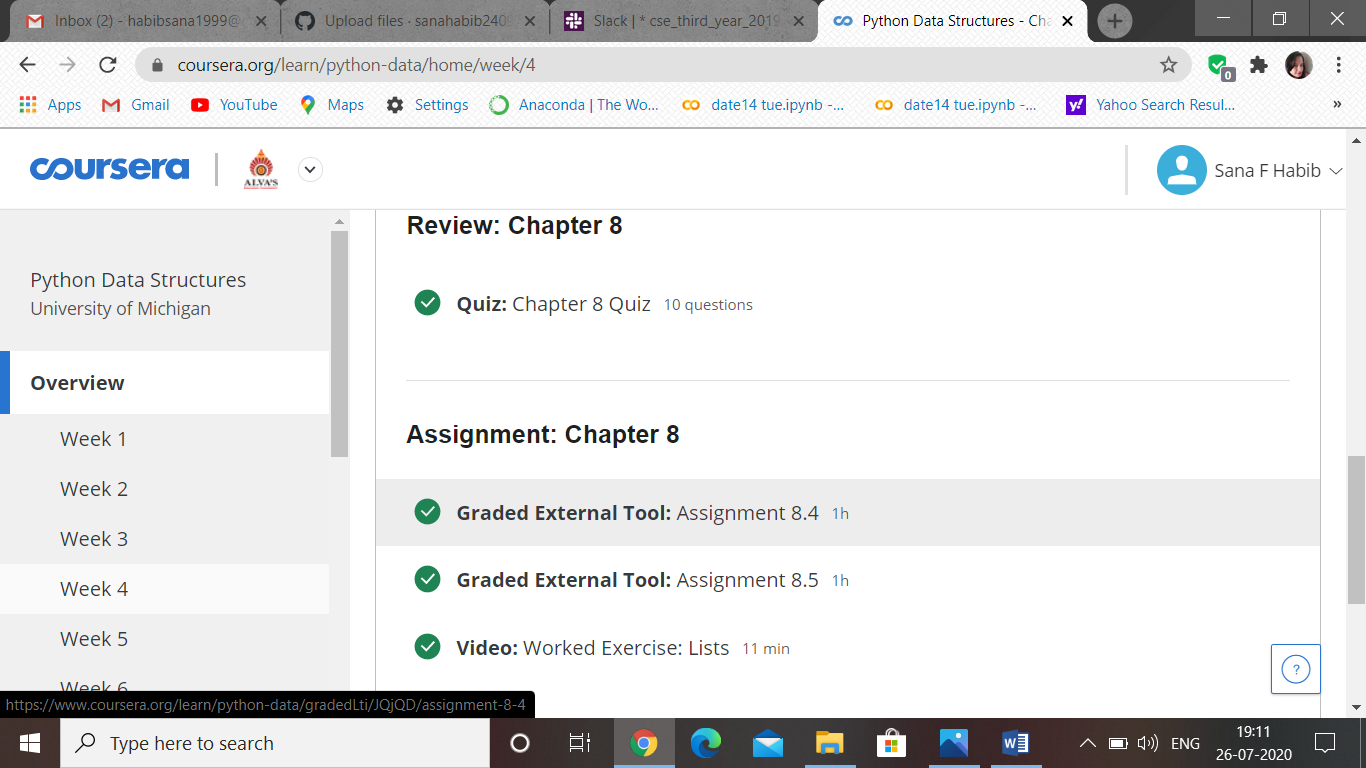 Inbox (2) - habibsana1999@
Upload files · sanahabib240
Slack | * cse_third_year_2019
Python Data Structures - Cha
coursera.org/learn/python-data/home/week/4
0
Apps
Gmail
YouTube
Maps
Settings
Anaconda | The Wo...
date14 tue.ipynb -...
date14 tue.ipynb -...
y!
Yahoo Search Resul...
»
coursera
ALVA'S
Sana F Habib
Python Data Structures
University of Michigan
Overview
Week 1
Week 2
Week 3
Week 4
Week 5
Week 6
Review: Chapter 8
Quiz: Chapter 8 Quiz 10 questions
Assignment: Chapter 8
Graded External Tool: Assignment 8.4 1h
Graded External Tool: Assignment 8.5 1h
Video: Worked Exercise: Lists 11 min
?
https://www.coursera.org/learn/python-data/gradedLti/JQjQD/assignment-8-4
Type here to search
W
ENG
19:11
26-07-2020